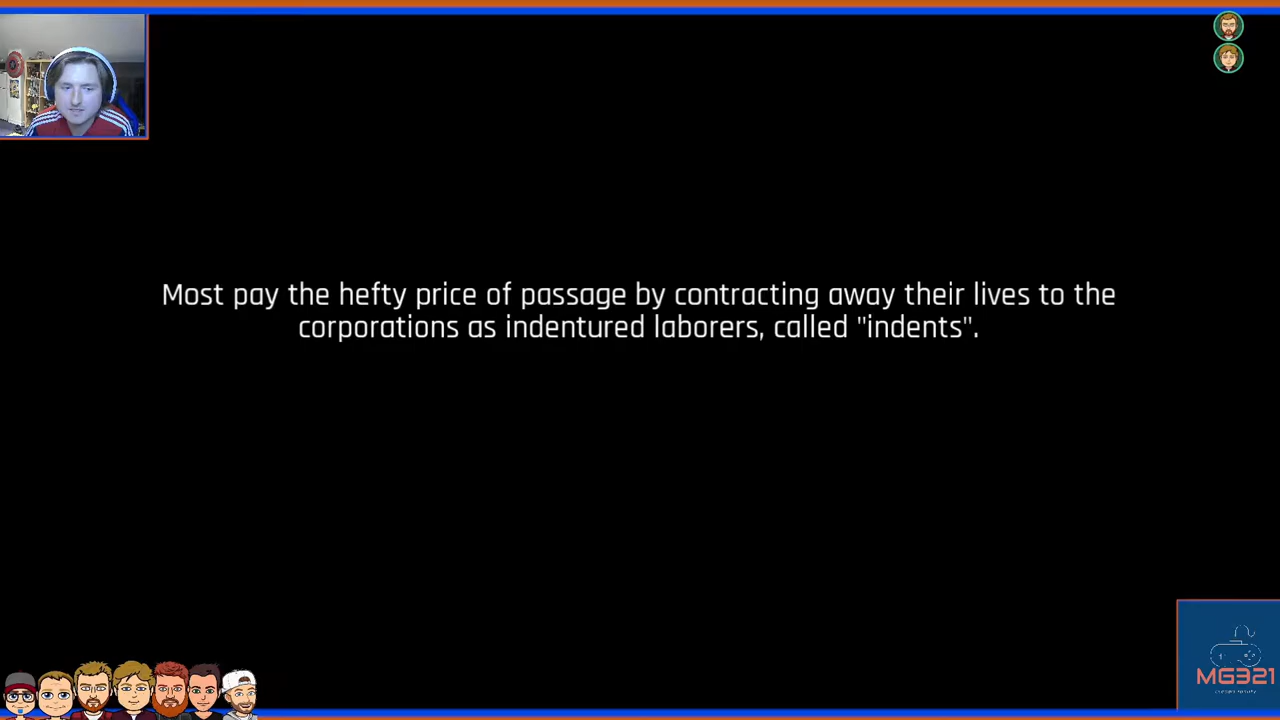 Most pay the hefty price of passage by contracting away their lives to the
corporations as indentured laborers, called "indents".
MG321